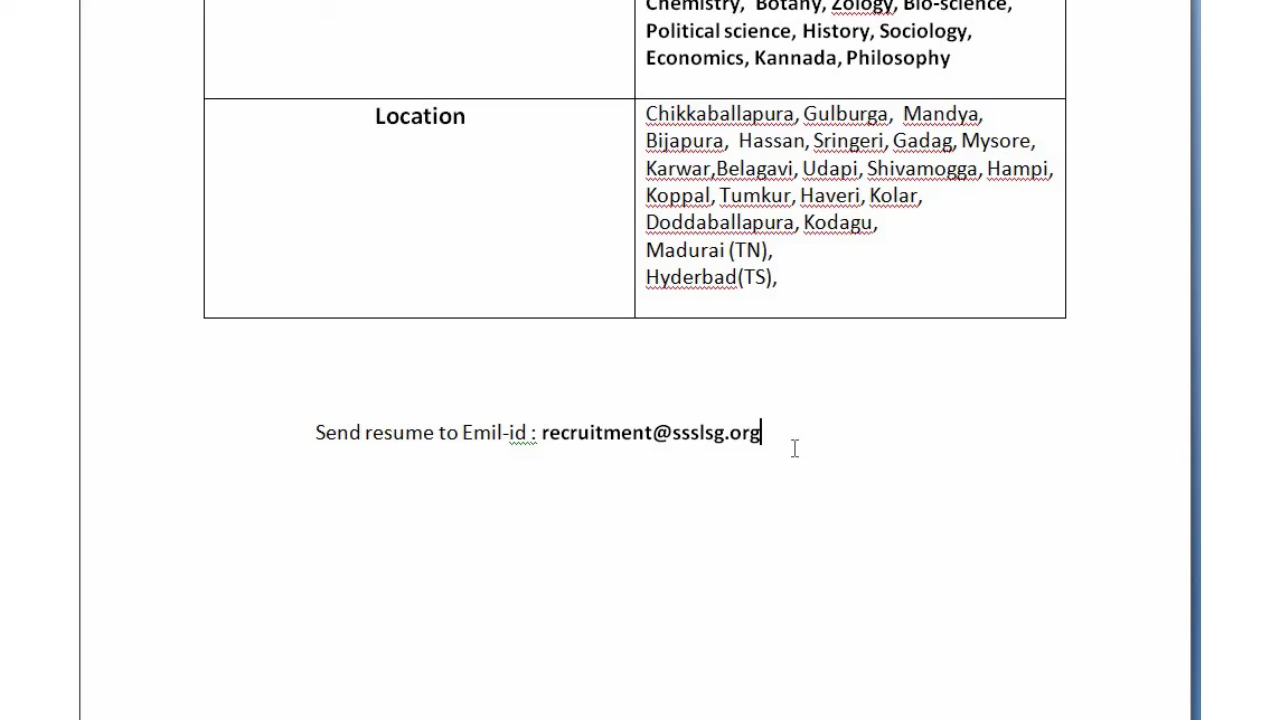 Chemistry, Botany, Zology, Bio-science,
Political science, History, Sociology,
Economics, Kannada, Philosophy
Location
Chikkaballapura, Gulburga, Mandya,
Bijapura, Hassan, Sringeri, Gadag, Mysore,
Karwar,Belagavi, Udapi, Shivamogga, Hampi,
Koppal, Tumkur, Haveri, Kolar,
Doddaballapura, Kodagu,
Madurai (TN),
Hyderbad(TS),
Send resume to Emil-id : recruitment@ssslsg.org